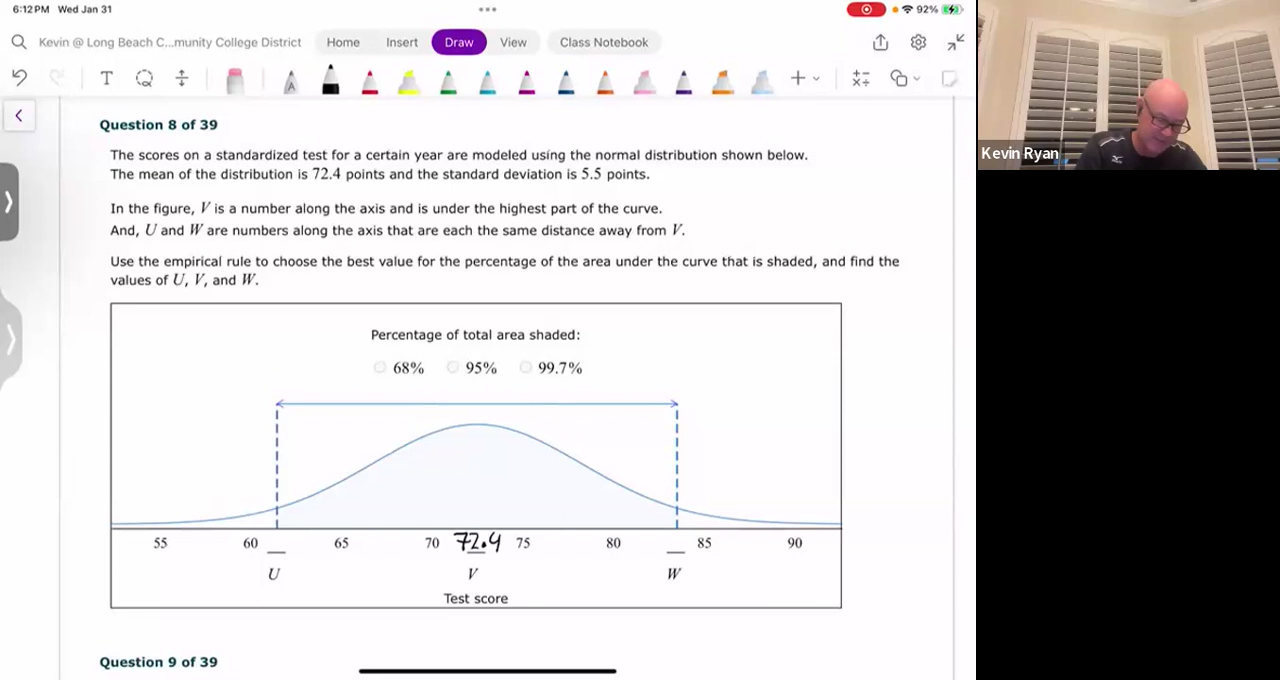 6:12 PM Wed Jan 31
92%
Kevin @ Long Beach C...munity College District Home Insert Draw View Class Notebook
T A
Kevin Ryan
Question 8 of 39
The scores on a standardized test for a certain year are modeled using the normal distribution shown below.
The mean of the distribution is 72.4 points and the standard deviation is 5.5 points.
In the figure, V is a number along the axis and is under the highest part of the curve.
And, U and W are numbers along the axis that are each the same distance away from V.
Use the empirical rule to choose the best value for the percentage of the area under the curve that is shaded, and find the
values of U, V, and W.
Percentage of total area shaded:
68% 95% 99.7%
55 60 65 70 72.4 75 80 85 90
U V W
Test score
Question 9 of 39